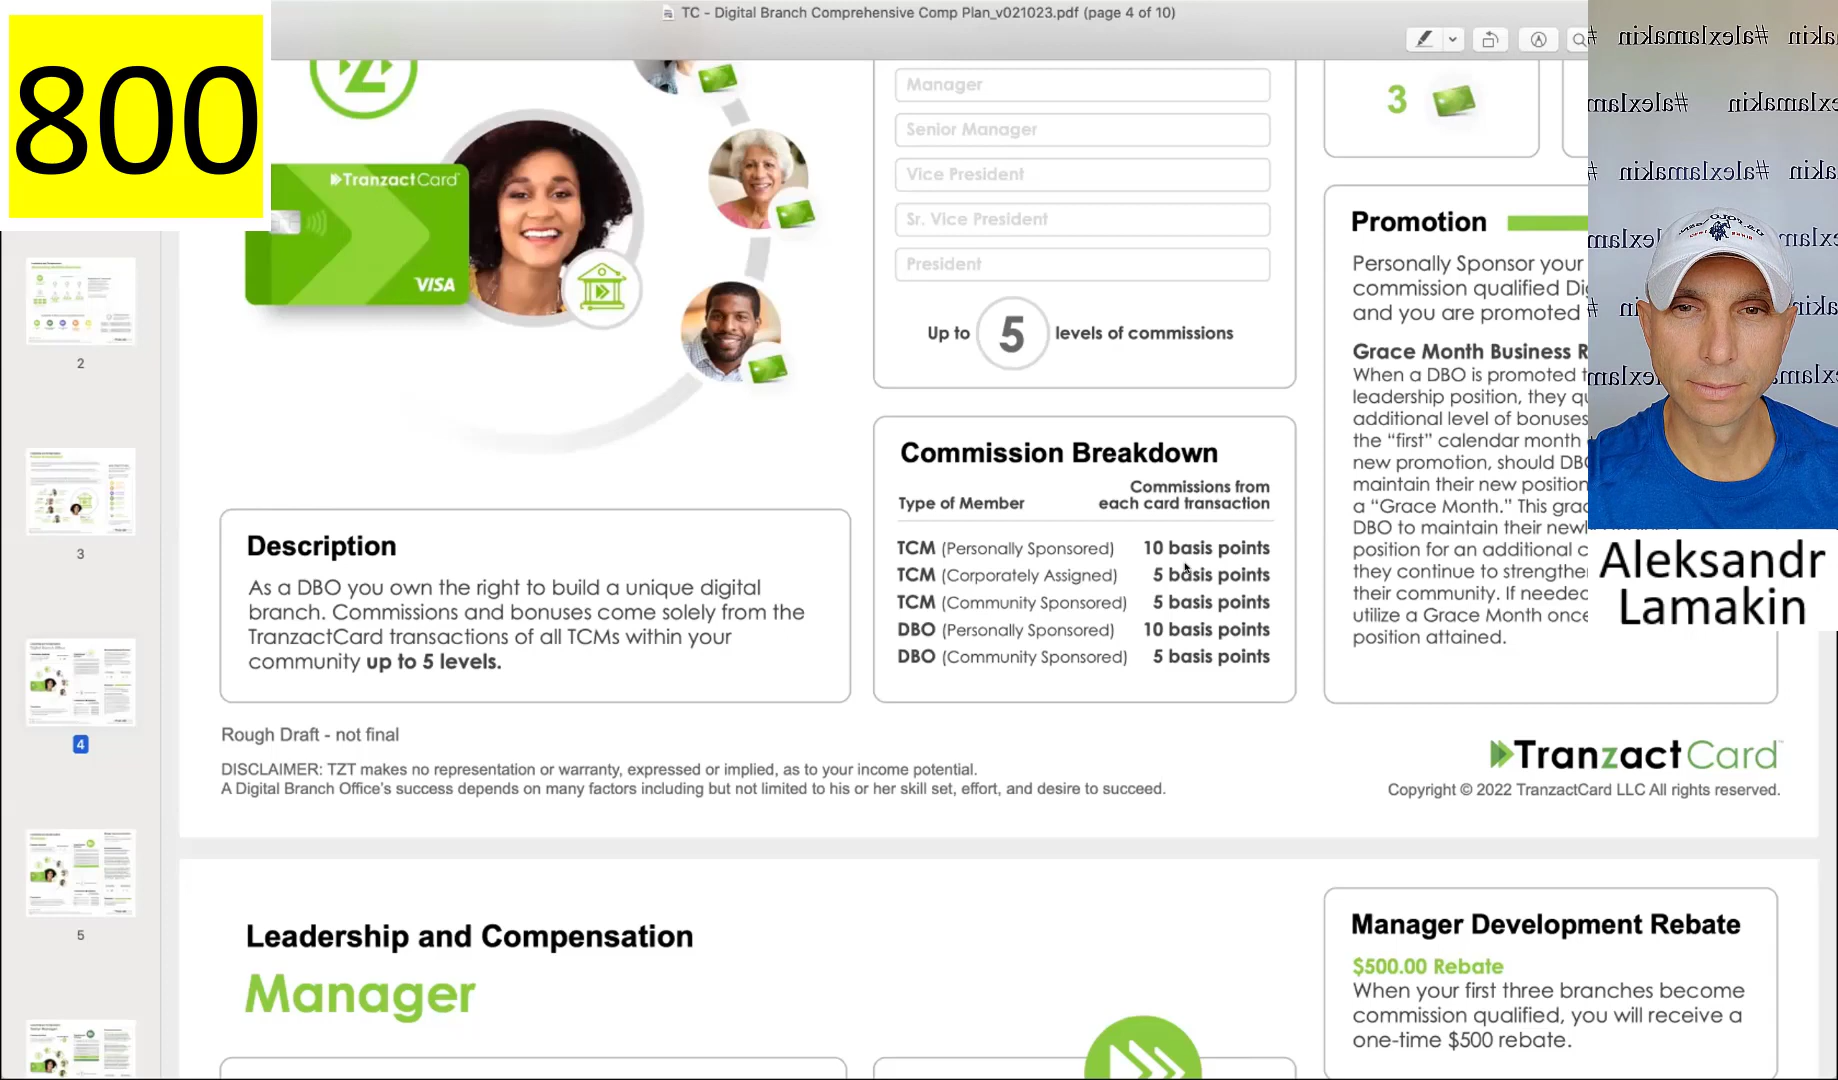 800
TC - Digital Branch Comprehensive Comp Plan_v021023.pdf (page 4 of 10)
TranzactCard
VISA
Manager
Senior Manager
Vice President
Sr. Vice President
President
Up to 5 levels of commissions
3
Promotion
Personally Sponsor your
commission qualified
and you are promoted
Grace Month Business
When a DBO is promoted
leadership position, they
additional level of bonuses
the “first” calendar month
new promotion, should
maintain their new position
a “Grace Month.” This
DBO to maintain their
position for an additional
they continue to strengthen
their community. If needed
utilize a Grace Month once
position attained.
Commission Breakdown
Type of Member
Commissions from
each card transaction
TCM (Personally Sponsored) 10 basis points
TCM (Corporately Assigned) 5 basis points
TCM (Community Sponsored) 5 basis points
DBO (Personally Sponsored) 10 basis points
DBO (Community Sponsored) 5 basis points
Description
As a DBO you own the right to build a unique digital
branch. Commissions and bonuses come solely from the
TranzactCard transactions of all TCMs within your
community up to 5 levels.
Rough Draft - not final
DISCLAIMER: TZT makes no representation or warranty, expressed or implied, as to your income potential.
A Digital Branch Office’s success depends on many factors including but not limited to his or her skill set, effort, and desire to succeed.
TranzactCard™
Copyright © 2022 TranzactCard LLC All rights reserved.
Leadership and Compensation
Manager
Manager Development Rebate
$500.00 Rebate
When your first three branches become
commission qualified, you will receive a
one-time $500 rebate.
2
3
4
5
#alexlamakin
Aleksandr
Lamakin